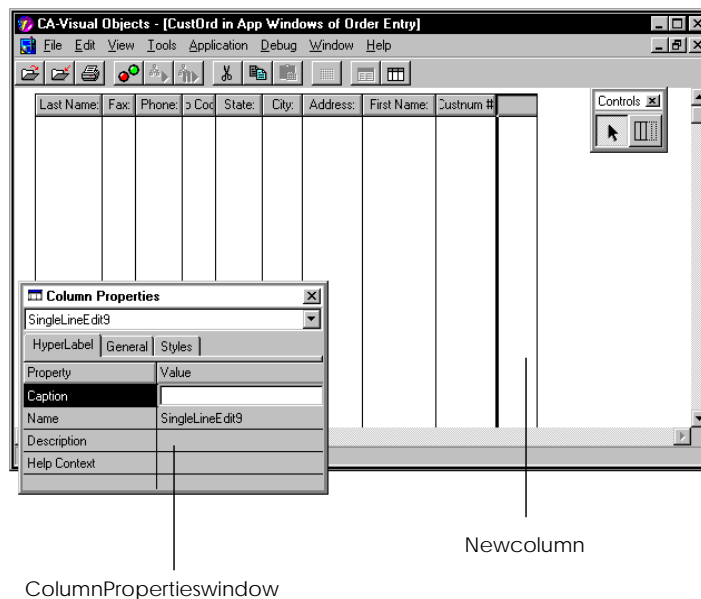 CA-Visual Objects - [CustOrd in App Windows of Order Entry]
File Edit View Tools Application Debug Window Help
Last Name: Fax: Phone: p Cod State: City: Address: First Name: Custnum #
Controls
Column Properties
SingleLineEdit9
HyperLabel General Styles
Property Value
Caption
Name SingleLineEdit9
Description
Help Context
Newcolumn
ColumnPropertieswindow